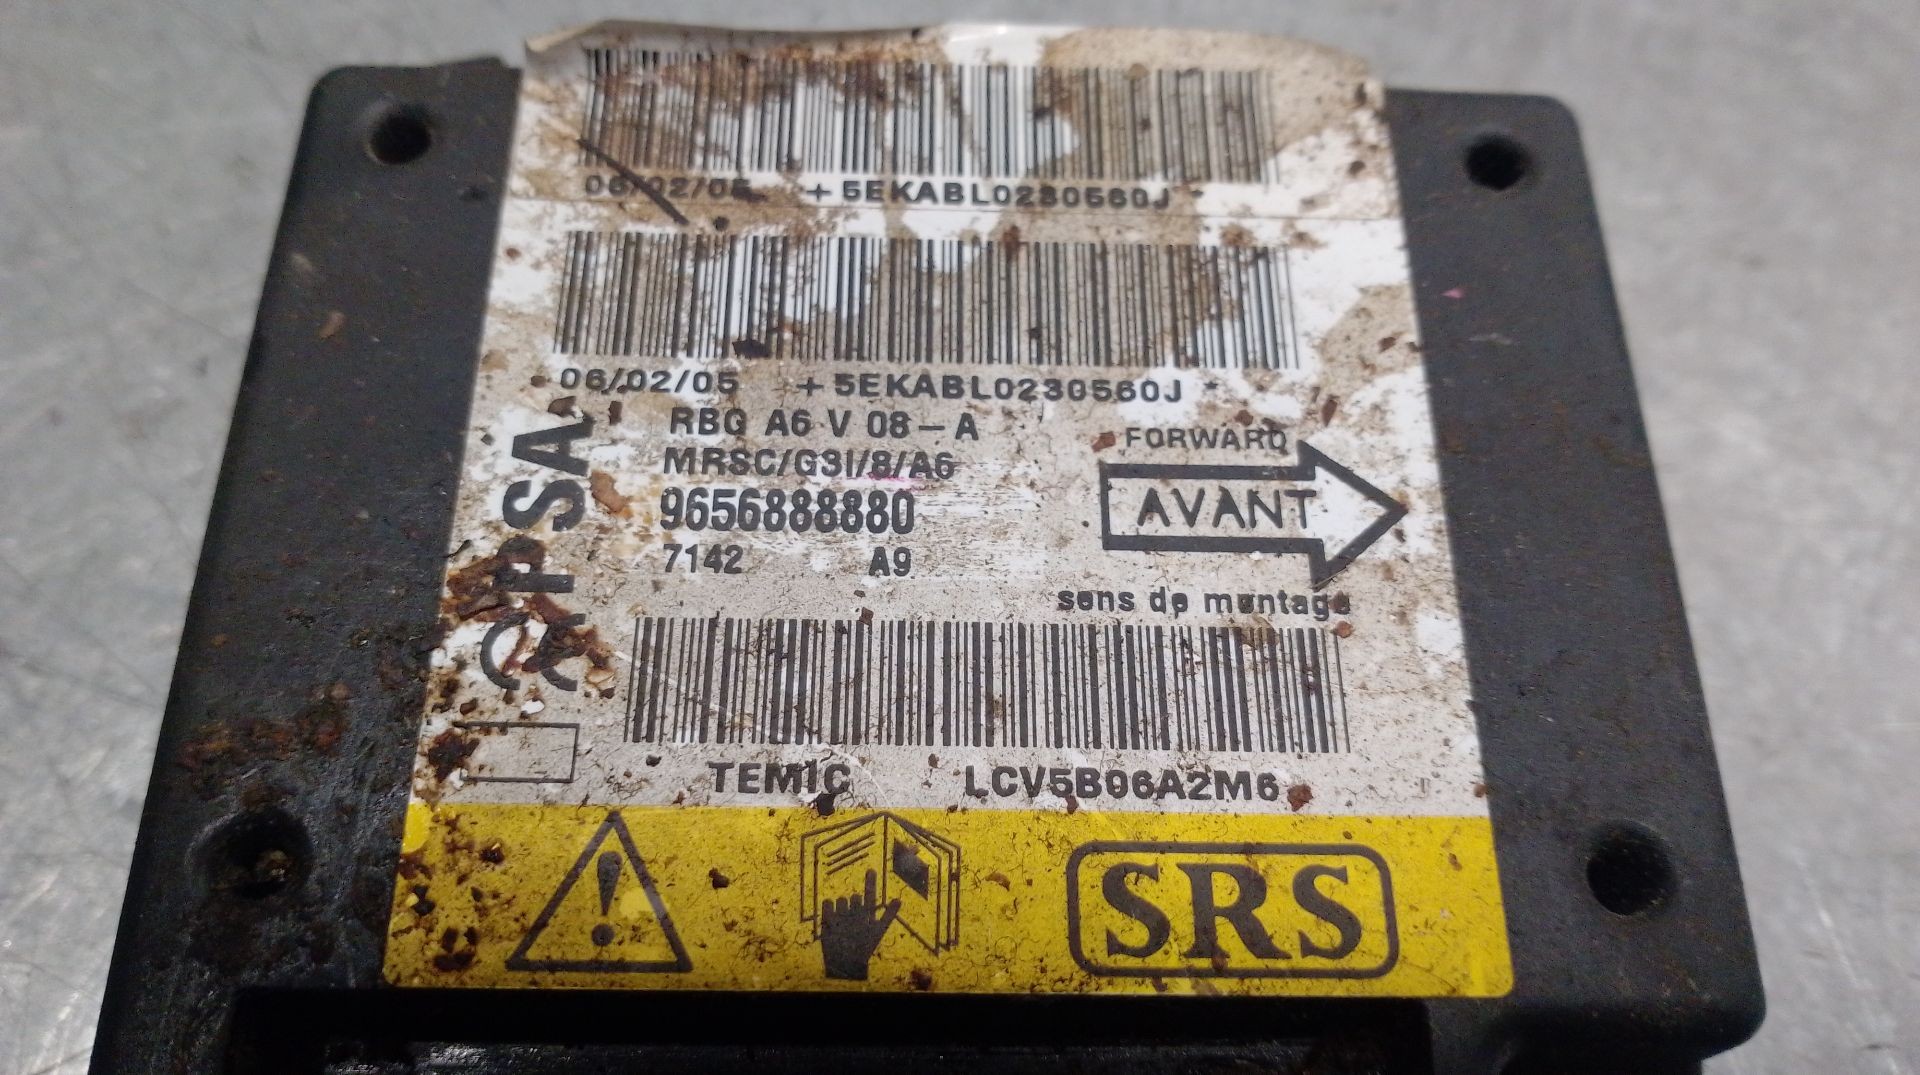 06/02/05 +5EKABL0230560J *
06/02/05 +5EKABL0230560J *
RBG A6 V 08-A
MRSC/G3I/8/A6
9656888880
7142 A9
PSA
FORWARD
AVANT
sens de montage
TEMIC LCV5B06A2M6
SRS